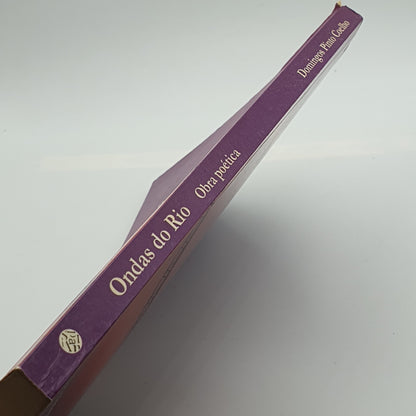 Ondas do Rio
Obra poética
Domingos Pinto Coelho